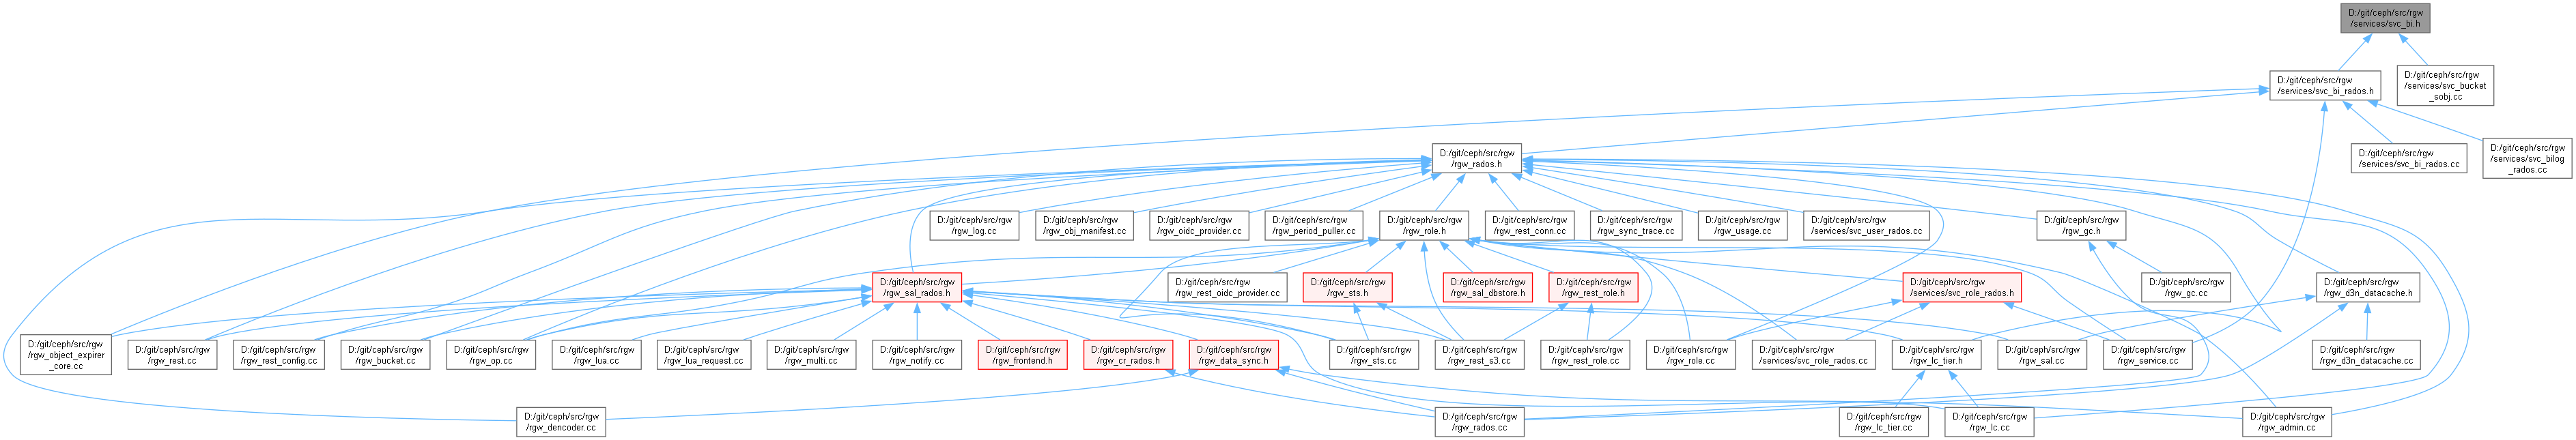 D:/git/ceph/src/rgw
/services/svc_bi.h
D:/git/ceph/src/rgw
/services/svc_bi_rados.h
D:/git/ceph/src/rgw
/services/svc_bucket
_sobj.cc
D:/git/ceph/src/rgw
/rgw_rados.h
D:/git/ceph/src/rgw
/services/svc_bi_rados.cc
D:/git/ceph/src/rgw
/services/svc_bilog
_rados.cc
D:/git/ceph/src/rgw
/rgw_log.cc
D:/git/ceph/src/rgw
/rgw_obj_manifest.cc
D:/git/ceph/src/rgw
/rgw_oidc_provider.cc
D:/git/ceph/src/rgw
/rgw_period_puller.cc
D:/git/ceph/src/rgw
/rgw_role.h
D:/git/ceph/src/rgw
/rgw_rest_conn.cc
D:/git/ceph/src/rgw
/rgw_sync_trace.cc
D:/git/ceph/src/rgw
/rgw_usage.cc
D:/git/ceph/src/rgw
/services/svc_user_rados.cc
D:/git/ceph/src/rgw
/rgw_gc.h
D:/git/ceph/src/rgw
/rgw_sal_rados.h
D:/git/ceph/src/rgw
/rgw_rest_oidc_provider.cc
D:/git/ceph/src/rgw
/rgw_sts.h
D:/git/ceph/src/rgw
/rgw_sal_dbstore.h
D:/git/ceph/src/rgw
/rgw_rest_role.h
D:/git/ceph/src/rgw
/services/svc_role_rados.h
D:/git/ceph/src/rgw
/rgw_gc.cc
D:/git/ceph/src/rgw
/rgw_d3n_datacache.h
D:/git/ceph/src/rgw
/rgw_object_expirer
_core.cc
D:/git/ceph/src/rgw
/rgw_rest.cc
D:/git/ceph/src/rgw
/rgw_rest_config.cc
D:/git/ceph/src/rgw
/rgw_bucket.cc
D:/git/ceph/src/rgw
/rgw_op.cc
D:/git/ceph/src/rgw
/rgw_lua.cc
D:/git/ceph/src/rgw
/rgw_lua_request.cc
D:/git/ceph/src/rgw
/rgw_multi.cc
D:/git/ceph/src/rgw
/rgw_notify.cc
D:/git/ceph/src/rgw
/rgw_frontend.h
D:/git/ceph/src/rgw
/rgw_cr_rados.h
D:/git/ceph/src/rgw
/rgw_data_sync.h
D:/git/ceph/src/rgw
/rgw_sts.cc
D:/git/ceph/src/rgw
/rgw_rest_s3.cc
D:/git/ceph/src/rgw
/rgw_rest_role.cc
D:/git/ceph/src/rgw
/rgw_role.cc
D:/git/ceph/src/rgw
/services/svc_role_rados.cc
D:/git/ceph/src/rgw
/rgw_lc_tier.h
D:/git/ceph/src/rgw
/rgw_sal.cc
D:/git/ceph/src/rgw
/rgw_service.cc
D:/git/ceph/src/rgw
/rgw_d3n_datacache.cc
D:/git/ceph/src/rgw
/rgw_dencoder.cc
D:/git/ceph/src/rgw
/rgw_rados.cc
D:/git/ceph/src/rgw
/rgw_lc_tier.cc
D:/git/ceph/src/rgw
/rgw_lc.cc
D:/git/ceph/src/rgw
/rgw_admin.cc